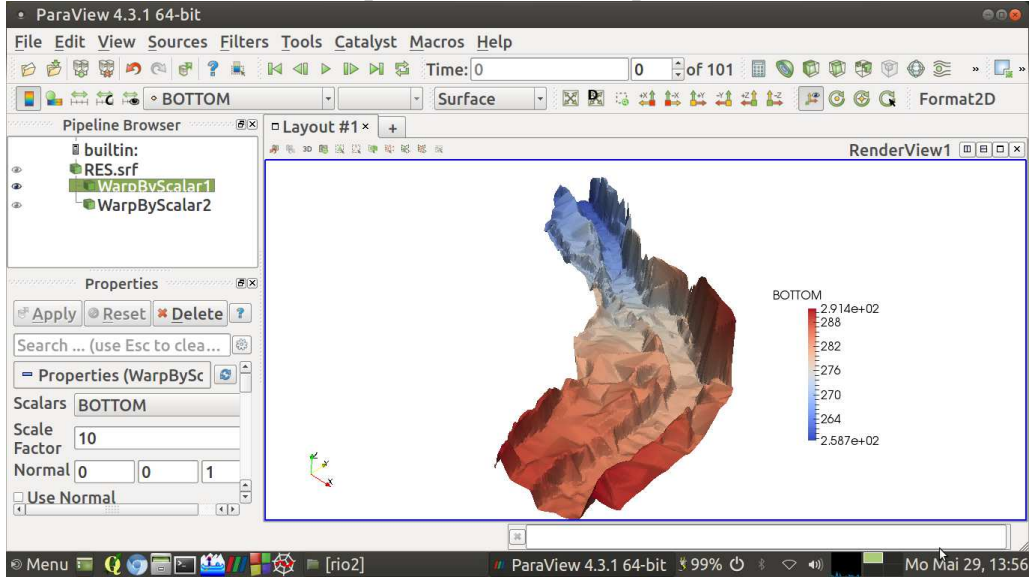 ParaView 4.3.1 64-bit
File Edit View Sources Filters Tools Catalyst Macros Help
Time: 0 0 of 101
BOTTOM Surface Format2D
Pipeline Browser
builtin:
RES.srf
WarpByScalar1
WarpByScalar2
Layout #1
3D
RenderView1
Properties
Apply Reset Delete ?
Search ... (use Esc to clea...
Properties (WarpBySc
Scalars BOTTOM
Scale Factor 10
Normal 0 0 1
Use Normal
BOTTOM
2.914e+02
288
282
276
270
264
2.587e+02
Menu [rio2] ParaView 4.3.1 64-bit 99% Mo Mai 29, 13:56